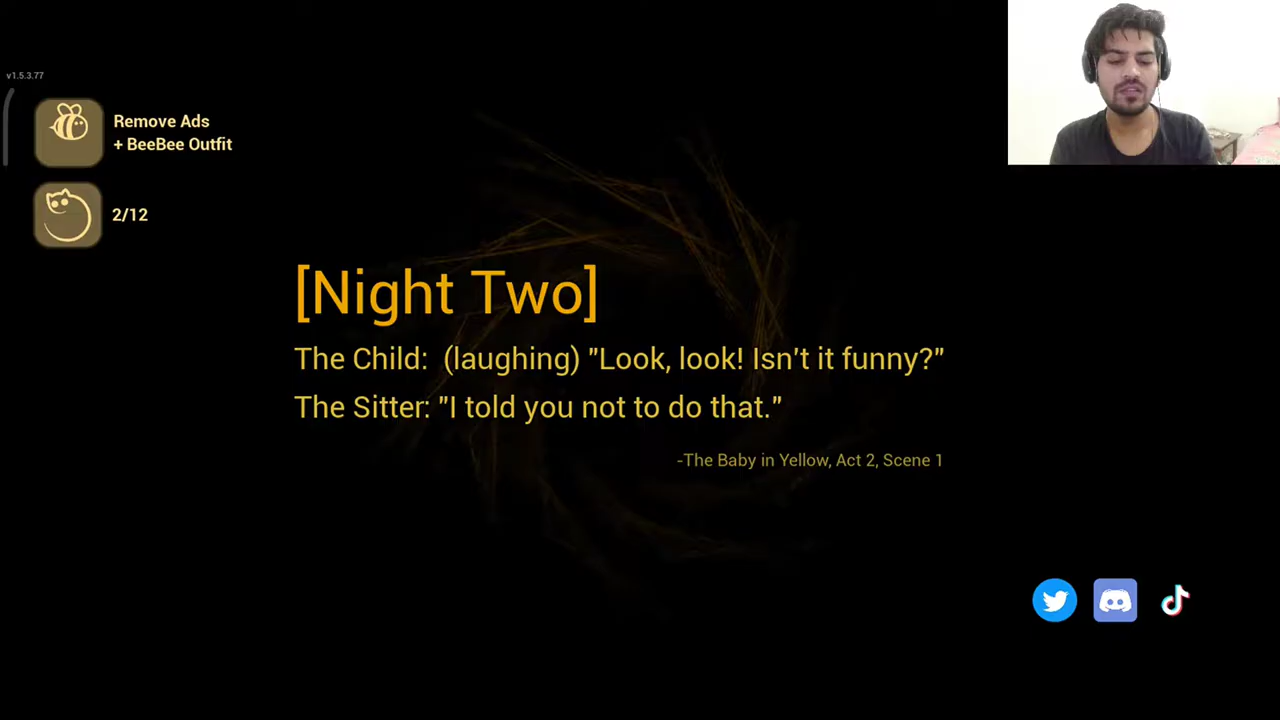 v1.5.3.77
Remove Ads
+ BeeBee Outfit
2/12
[Night Two]
The Child:  (laughing) "Look, look! Isn't it funny?"
The Sitter: "I told you not to do that."
-The Baby in Yellow, Act 2, Scene 1